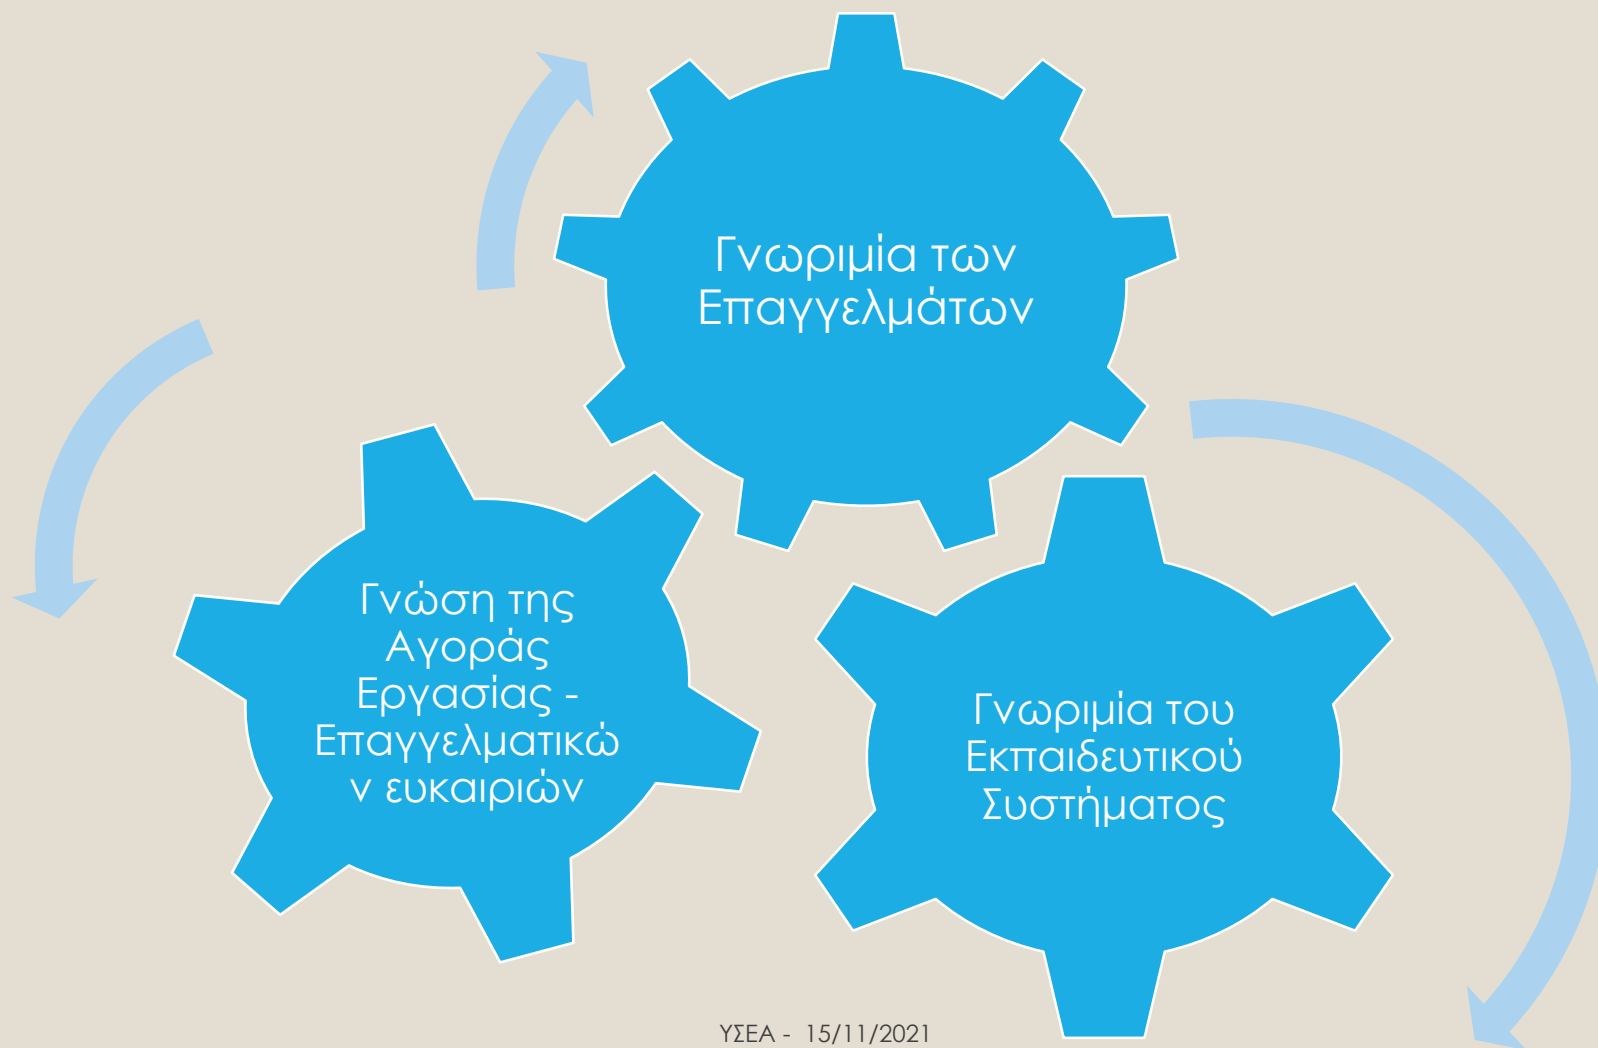 Γνωριμία των
Επαγγελμάτων
Γνώση της
Αγοράς
Εργασίας -
Επαγγελματικώ
ν ευκαιριών
Γνωριμία του
Εκπαιδευτικού
Συστήματος
ΥΣΕΑ - 15/11/2021